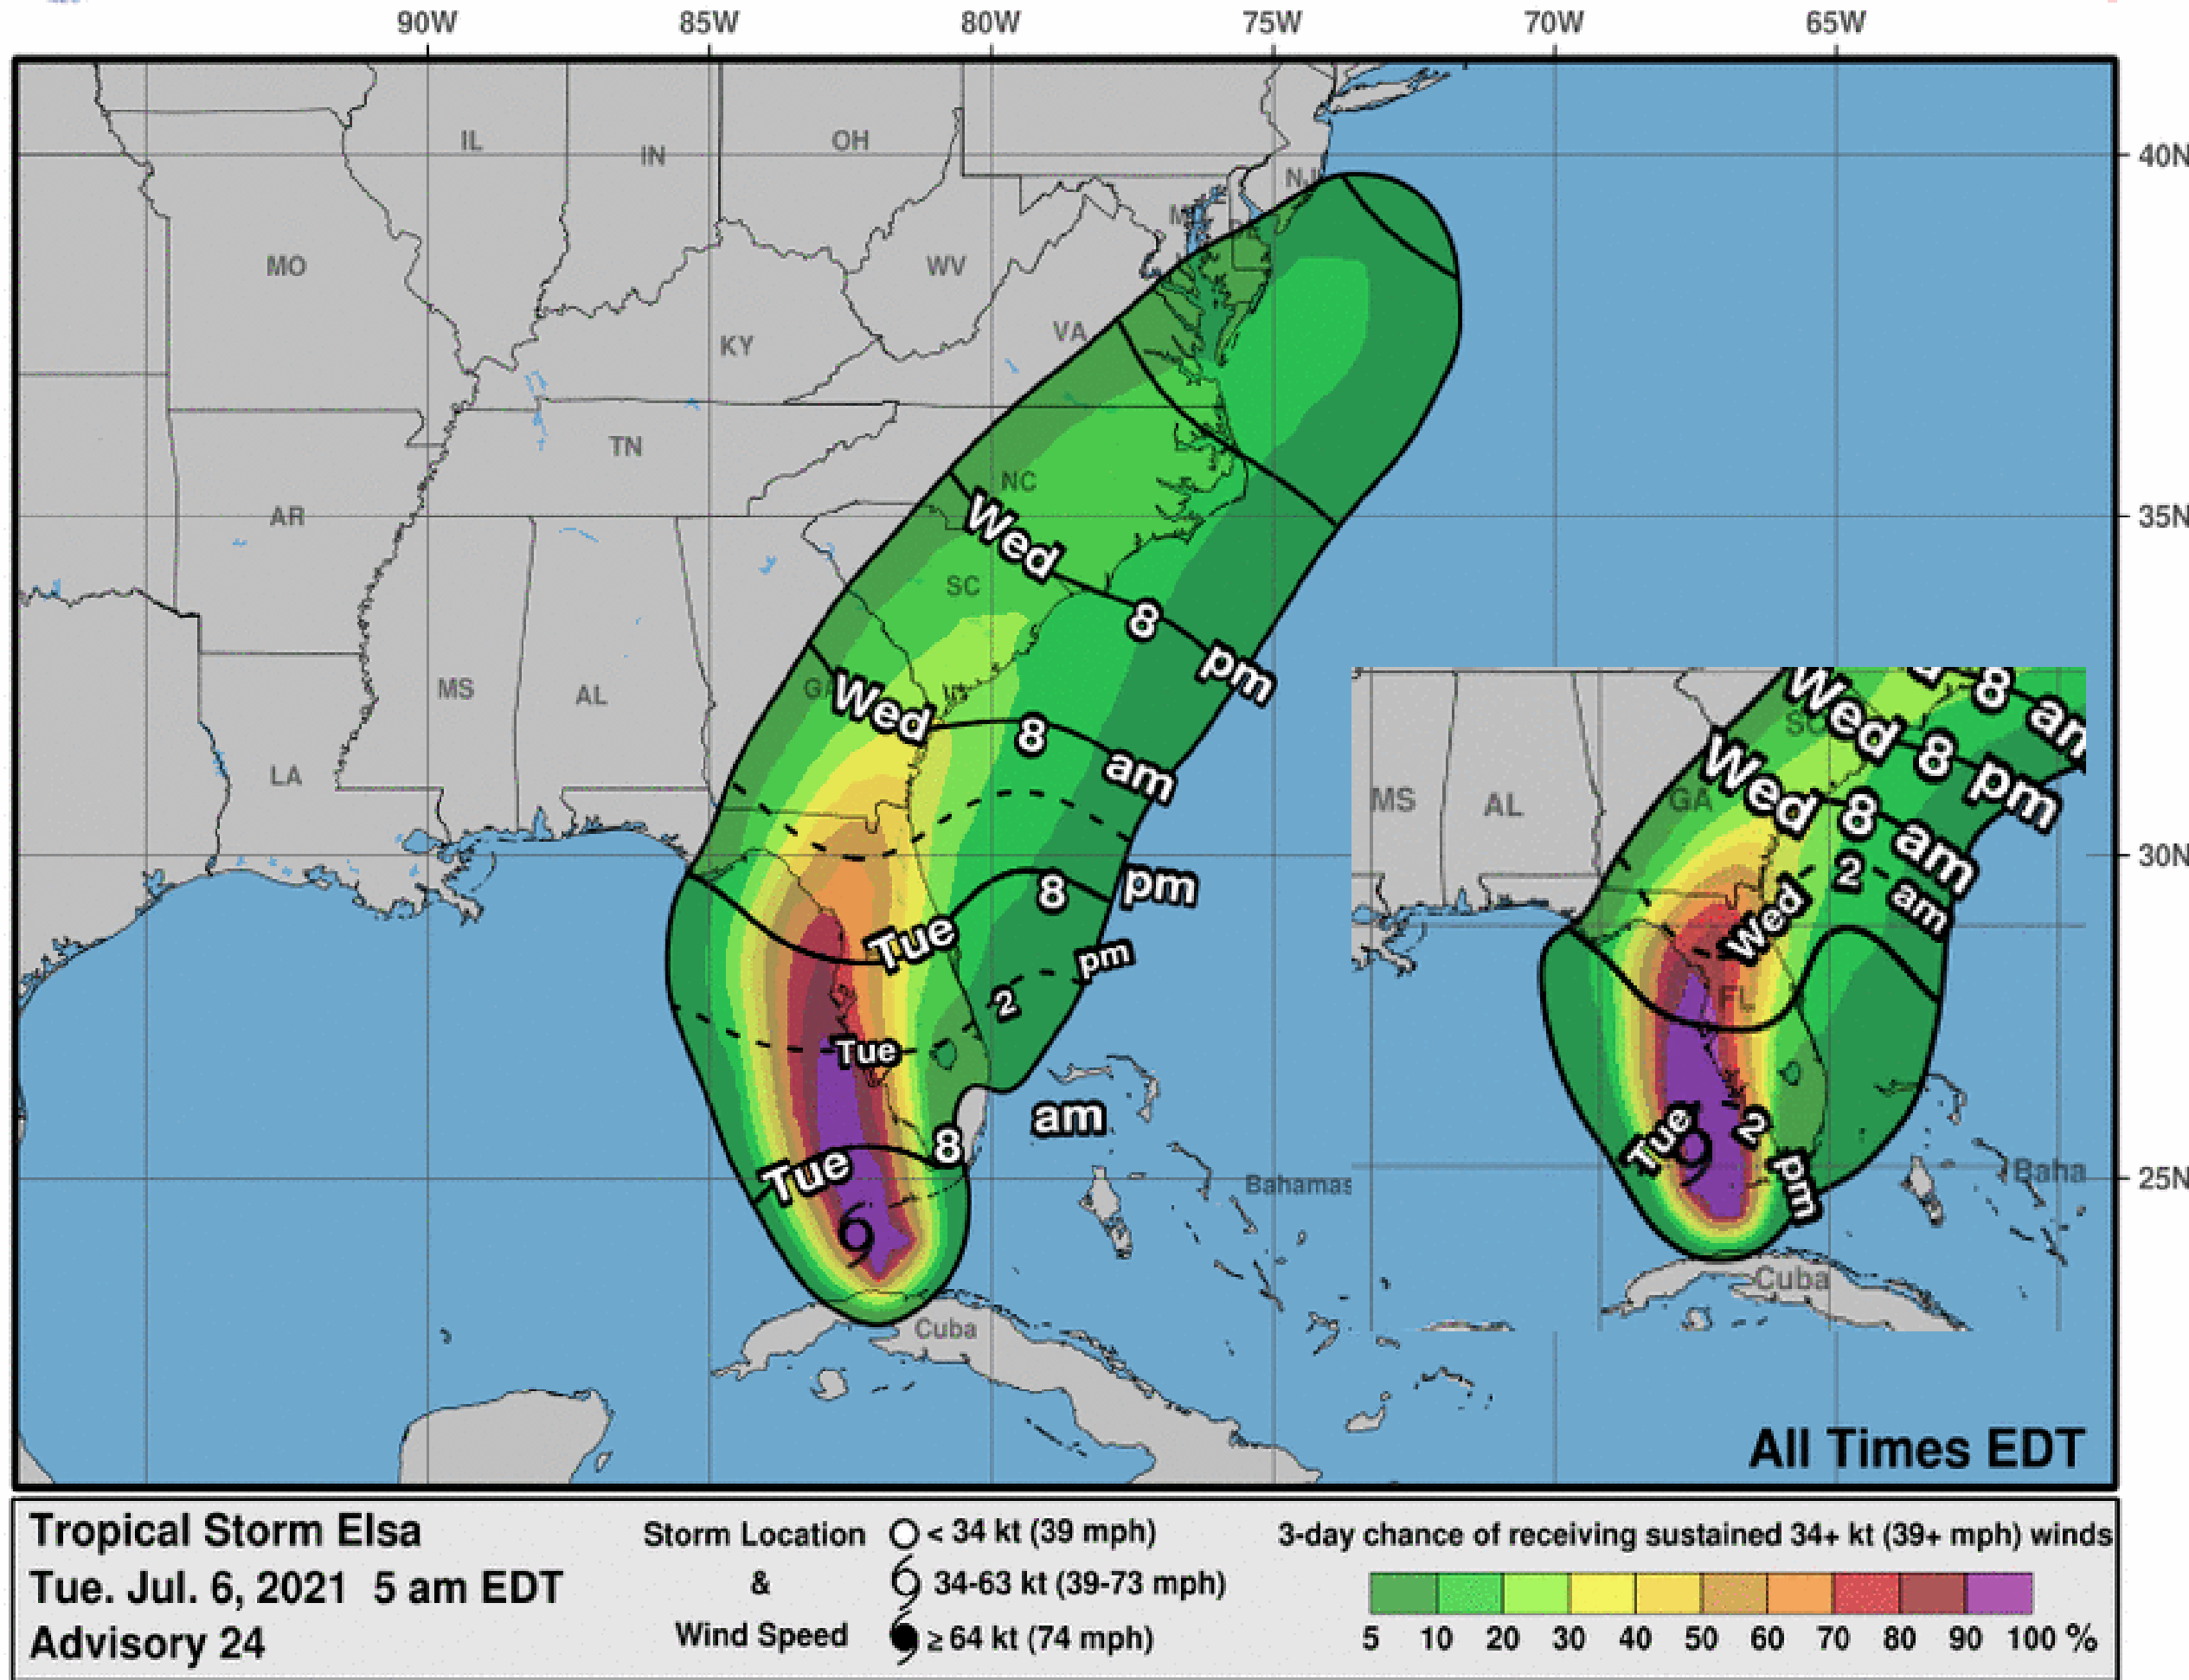 90W 85W 80W 75W 70W 65W
40N
IL IN OH NJ
MO WV
VA
KY
TN
NC
35N
AR
Wed 8 pm
SC
MS AL GA
Wed 8 am
LA
30N
Tue 8 pm
Tue 2 pm
Tue 8 am
25N
Bahamas
Cuba
8 am
Wed 8 pm
SC
Wed 8 am
MS AL GA
Wed 2 am
FL
Tue 2 pm
Baha
Cuba
All Times EDT
Tropical Storm Elsa
Tue. Jul. 6, 2021 5 am EDT
Advisory 24
Storm Location
&
Wind Speed
< 34 kt (39 mph)
34-63 kt (39-73 mph)
≥ 64 kt (74 mph)
3-day chance of receiving sustained 34+ kt (39+ mph) winds
5 10 20 30 40 50 60 70 80 90 100 %